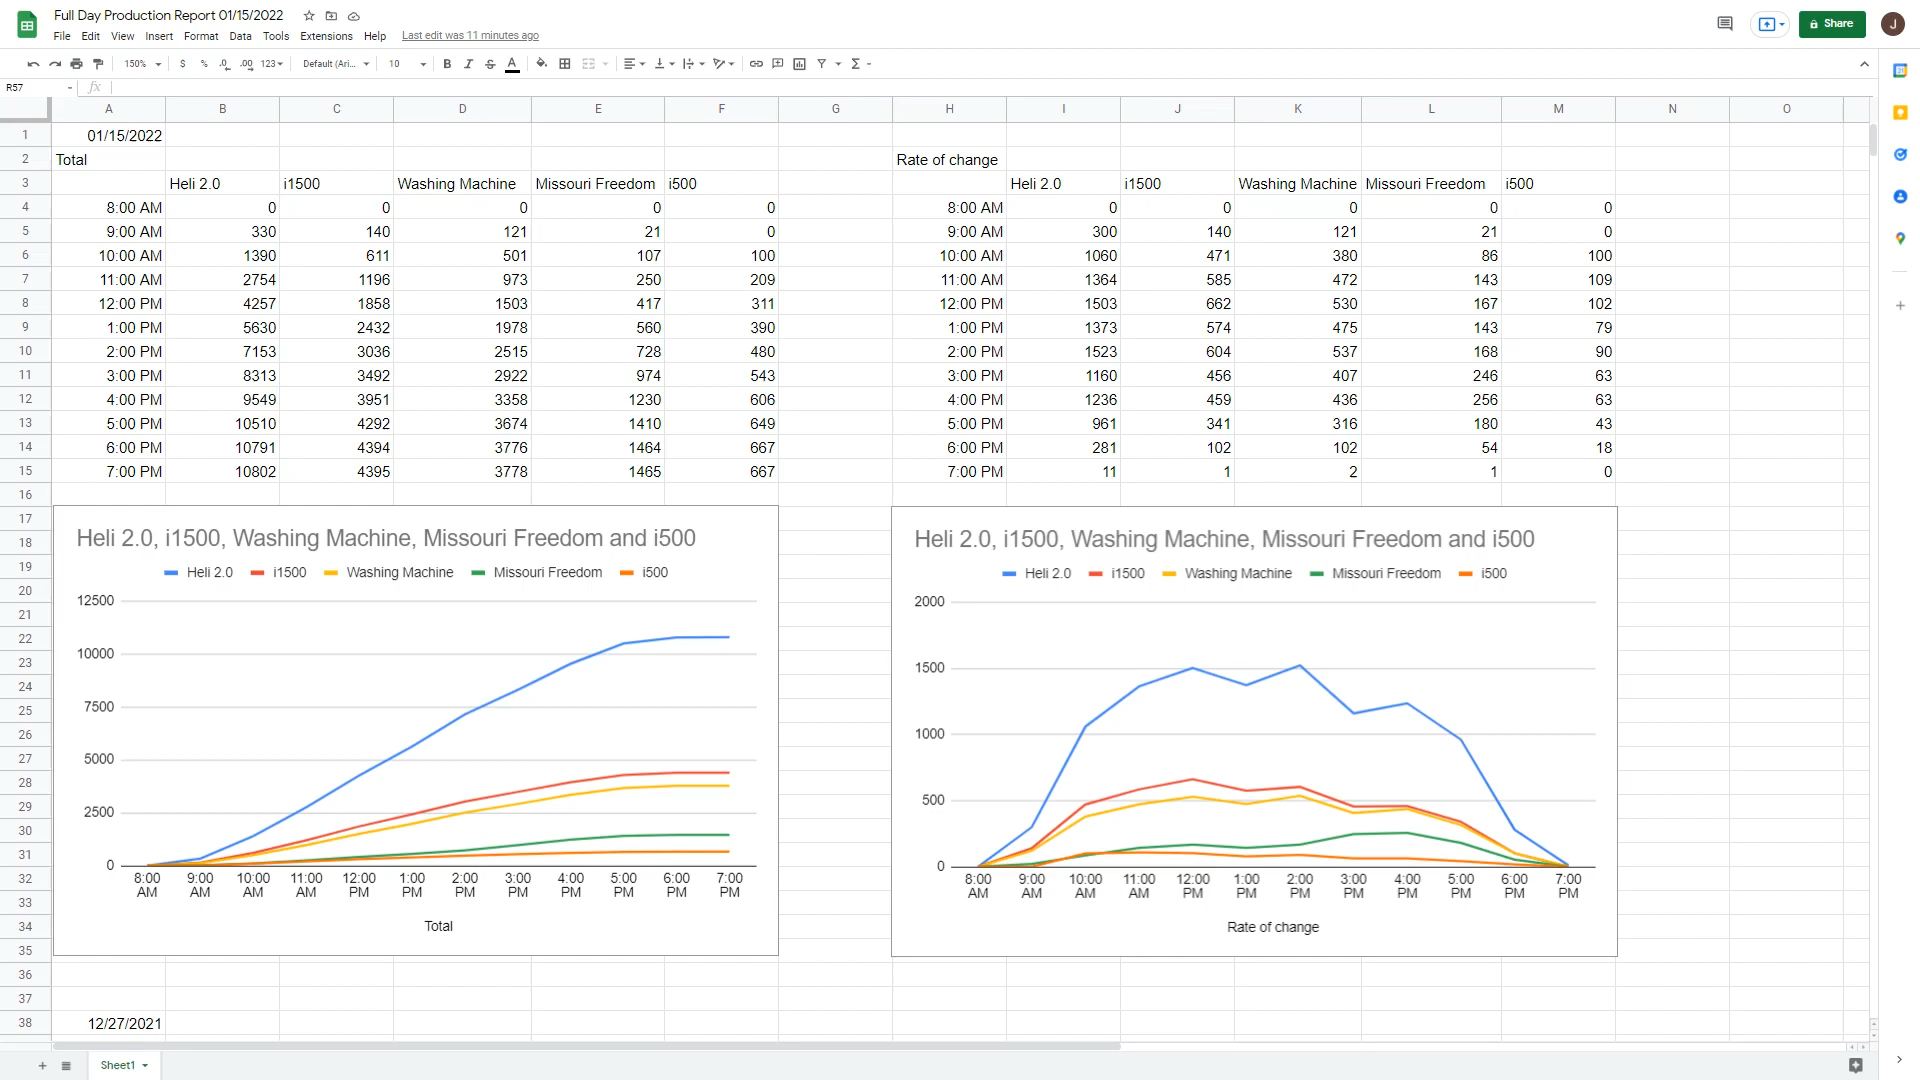 Full Day Production Report 01/15/2022
File Edit View Insert Format Data Tools Extensions Help Last edit was 11 minutes ago
Share
J
150% $ % .0 .00 123 Default (Ari... 10 B I S A
R57 fx
A B C D E F G H I J K L M N O
1 01/15/2022
2 Total Rate of change
3 Heli 2.0 i1500 Washing Machine Missouri Freedom i500 Heli 2.0 i1500 Washing Machine Missouri Freedom i500
4 8:00 AM 0 0 0 0 0 8:00 AM 0 0 0 0 0
5 9:00 AM 330 140 121 21 0 9:00 AM 300 140 121 21 0
6 10:00 AM 1390 611 501 107 100 10:00 AM 1060 471 380 86 100
7 11:00 AM 2754 1196 973 250 209 11:00 AM 1364 585 472 143 109
8 12:00 PM 4257 1858 1503 417 311 12:00 PM 1503 662 530 167 102
9 1:00 PM 5630 2432 1978 560 390 1:00 PM 1373 574 475 143 79
10 2:00 PM 7153 3036 2515 728 480 2:00 PM 1523 604 537 168 90
11 3:00 PM 8313 3492 2922 974 543 3:00 PM 1160 456 407 246 63
12 4:00 PM 9549 3951 3358 1230 606 4:00 PM 1236 459 436 256 63
13 5:00 PM 10510 4292 3674 1410 649 5:00 PM 961 341 316 180 43
14 6:00 PM 10791 4394 3776 1464 667 6:00 PM 281 102 102 54 18
15 7:00 PM 10802 4395 3778 1465 667 7:00 PM 11 1 2 1 0
16
17
18
19
20
21
22
23
24
25
26
27
28
29
30
31
32
33
34
35
36
37
38 12/27/2021
Heli 2.0, i1500, Washing Machine, Missouri Freedom and i500
Heli 2.0 i1500 Washing Machine Missouri Freedom i500
12500
10000
7500
5000
2500
0
8:00 AM 9:00 AM 10:00 AM 11:00 AM 12:00 PM 1:00 PM 2:00 PM 3:00 PM 4:00 PM 5:00 PM 6:00 PM 7:00 PM
Total
Heli 2.0, i1500, Washing Machine, Missouri Freedom and i500
Heli 2.0 i1500 Washing Machine Missouri Freedom i500
2000
1500
1000
500
0
8:00 AM 9:00 AM 10:00 AM 11:00 AM 12:00 PM 1:00 PM 2:00 PM 3:00 PM 4:00 PM 5:00 PM 6:00 PM 7:00 PM
Rate of change
Sheet1